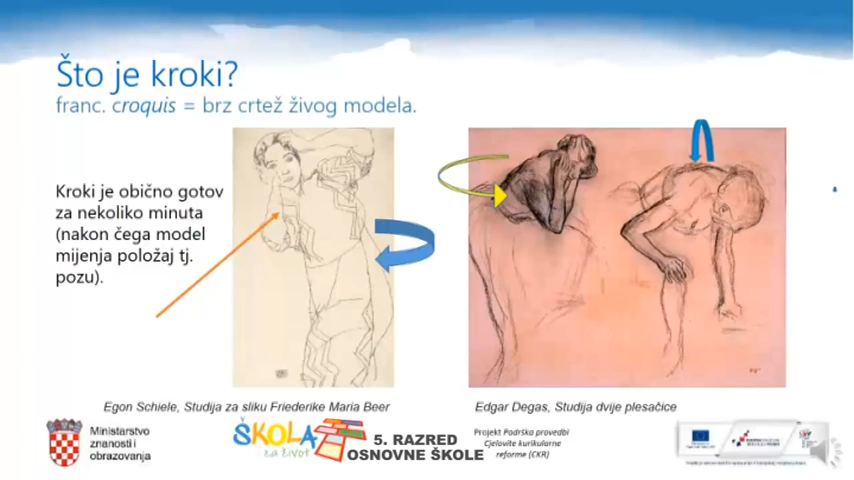 Što je kroki?
franc. croquis = brz crtež živog modela.
Kroki je obično gotov
za nekoliko minuta
(nakon čega model
mijenja položaj tj.
pozu).
Egon Schiele, Studija za sliku Friederike Maria Beer
Edgar Degas, Studija dvije plesačice
Ministarstvo
znanosti i
obrazovanja
ŠKOLA
za život
5. RAZRED
OSNOVNE ŠKOLE
Projekt Podrška provedbi
Cjelovite kurikularne
reforme (CKR)